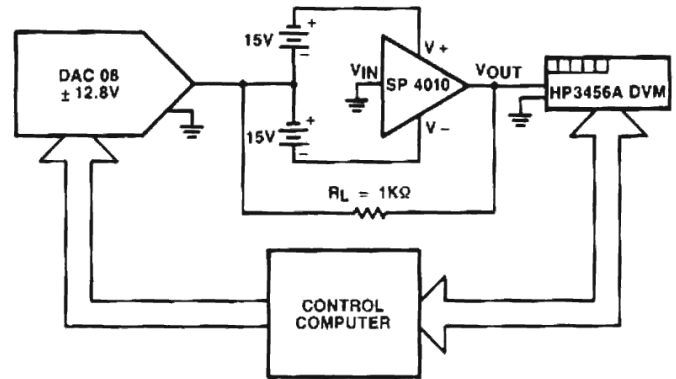 DAC 08
± 12.8V
15V
+
−
15V
+
−
V +
VIN
SP 4010
V −
VOUT
HP3456A DVM
RL = 1KΩ
CONTROL
COMPUTER